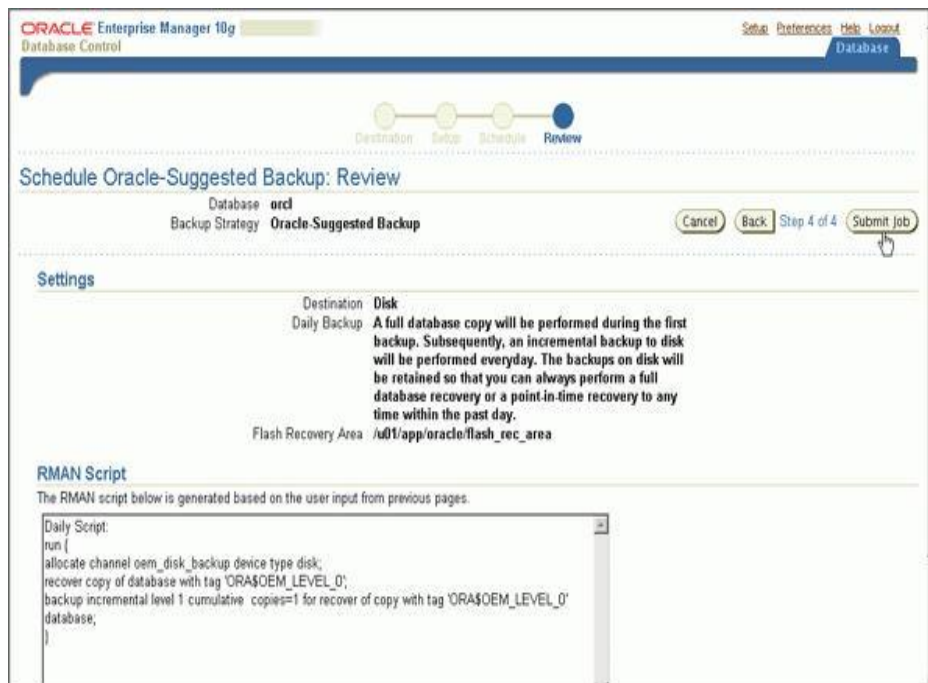 ORACLE Enterprise Manager 10g
Database Control
Setup Preferences Help Logout
Database
Destination Setup Schedule Review
Schedule Oracle-Suggested Backup: Review
Database orcl
Backup Strategy Oracle-Suggested Backup
Cancel Back Step 4 of 4 Submit Job
Settings
Destination Disk
Daily Backup A full database copy will be performed during the first
backup. Subsequently, an incremental backup to disk
will be performed everyday. The backups on disk will
be retained so that you can always perform a full
database recovery or a point-in-time recovery to any
time within the past day.
Flash Recovery Area /u01/app/oracle/flash_rec_area
RMAN Script
The RMAN script below is generated based on the user input from previous pages.
Daily Script:
run {
allocate channel oem_disk_backup device type disk;
recover copy of database with tag 'ORA$OEM_LEVEL_0';
backup incremental level 1 cumulative copies=1 for recover of copy with tag 'ORA$OEM_LEVEL_0'
database;
}